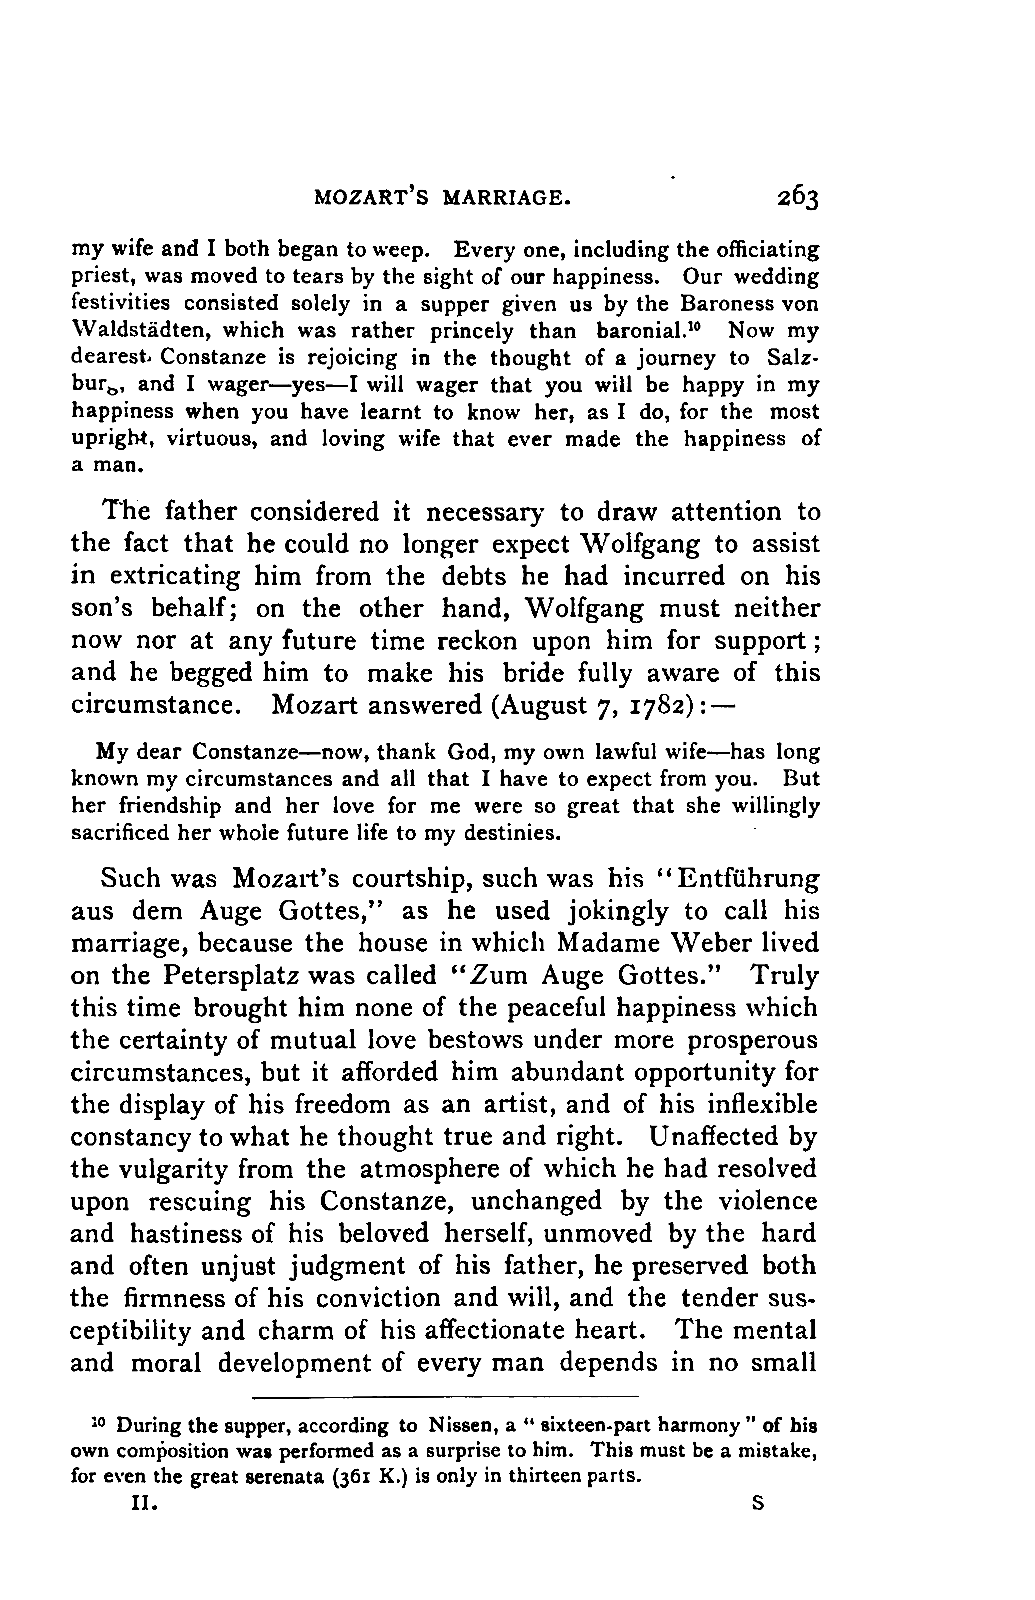 MOZART'S MARRIAGE. 263
my wife and I both began to weep. Every one, including the officiating
priest, was moved to tears by the sight of our happiness. Our wedding
festivities consisted solely in a supper given us by the Baroness von
Waldstädten, which was rather princely than baronial.¹⁰ Now my
dearest Constanze is rejoicing in the thought of a journey to Salz-
burg, and I wager—yes—I will wager that you will be happy in my
happiness when you have learnt to know her, as I do, for the most
upright, virtuous, and loving wife that ever made the happiness of
a man.
The father considered it necessary to draw attention to
the fact that he could no longer expect Wolfgang to assist
in extricating him from the debts he had incurred on his
son's behalf; on the other hand, Wolfgang must neither
now nor at any future time reckon upon him for support;
and he begged him to make his bride fully aware of this
circumstance. Mozart answered (August 7, 1782):—
My dear Constanze—now, thank God, my own lawful wife—has long
known my circumstances and all that I have to expect from you. But
her friendship and her love for me were so great that she willingly
sacrificed her whole future life to my destinies.
Such was Mozart's courtship, such was his "Entführung
aus dem Auge Gottes," as he used jokingly to call his
marriage, because the house in which Madame Weber lived
on the Petersplatz was called "Zum Auge Gottes." Truly
this time brought him none of the peaceful happiness which
the certainty of mutual love bestows under more prosperous
circumstances, but it afforded him abundant opportunity for
the display of his freedom as an artist, and of his inflexible
constancy to what he thought true and right. Unaffected by
the vulgarity from the atmosphere of which he had resolved
upon rescuing his Constanze, unchanged by the violence
and hastiness of his beloved herself, unmoved by the hard
and often unjust judgment of his father, he preserved both
the firmness of his conviction and will, and the tender sus-
ceptibility and charm of his affectionate heart. The mental
and moral development of every man depends in no small
¹⁰ During the supper, according to Nissen, a "sixteen-part harmony" of his
own composition was performed as a surprise to him. This must be a mistake,
for even the great serenata (361 K.) is only in thirteen parts.
II. S